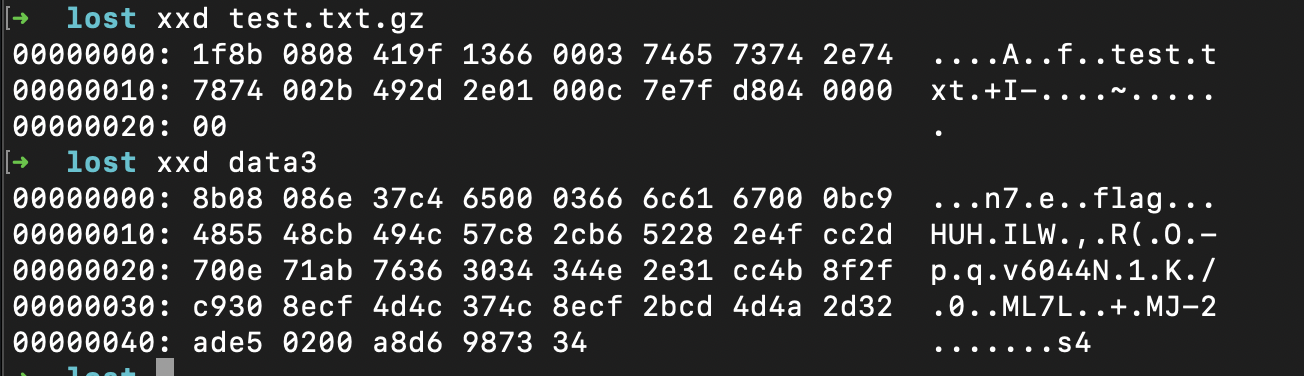 [➜  lost xxd test.txt.gz
00000000: 1f8b 0808 419f 1366 0003 7465 7374 2e74  ....A..f..test.t
00000010: 7874 002b 492d 2e01 000c 7e7f d804 0000  xt.+I-....~.....
00000020: 00                                       .
[➜  lost xxd data3
00000000: 8b08 086e 37c4 6500 0366 6c61 6700 0bc9  ...n7.e..flag...
00000010: 4855 48cb 494c 57c8 2cb6 5228 2e4f cc2d  HUH.ILW.,.R(.O.-
00000020: 700e 71ab 7636 3034 344e 2e31 cc4b 8f2f  p.q.v6044N.1.K./
00000030: c930 8ecf 4d4c 374c 8ecf 2bcd 4d4a 2d32  .0..ML7L..+.MJ-2
00000040: ade5 0200 a8d6 9873 34                   .......s4
➜  lost